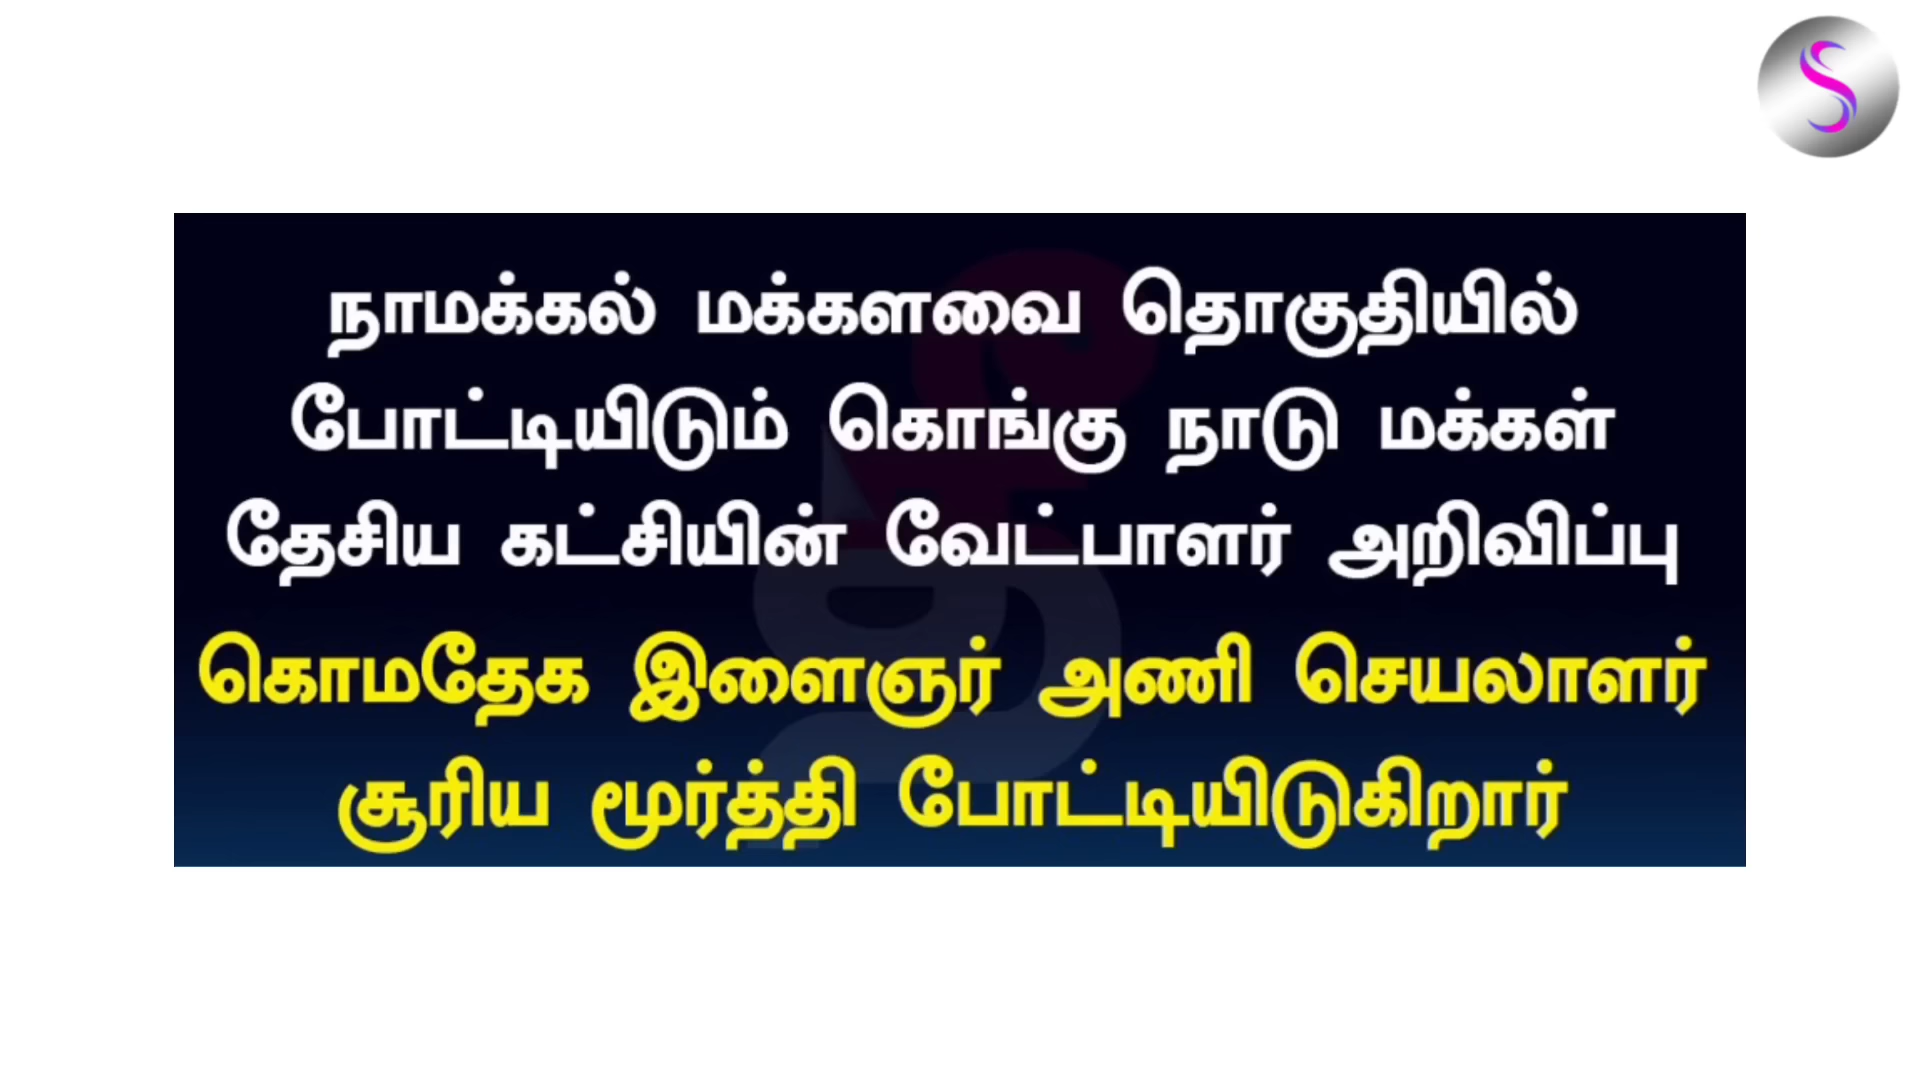 நாமக்கல் மக்களவை தொகுதியில்
போட்டியிடும் கொங்கு நாடு மக்கள்
தேசிய கட்சியின் வேட்பாளர் அறிவிப்பு
கொமதேக இளைஞர் அணி செயலாளர்
சூரிய மூர்த்தி போட்டியிடுகிறார்